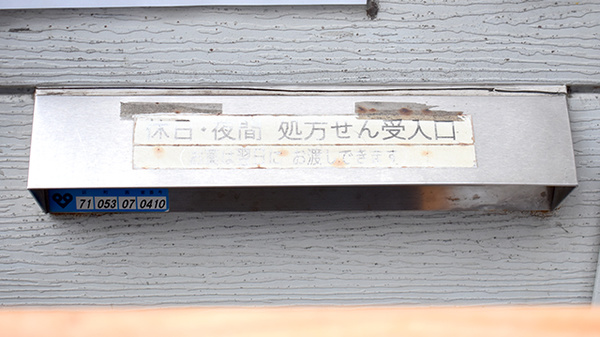 休日・夜間 処方せん受入口
は翌日に お渡しできます
71 053 07 0410